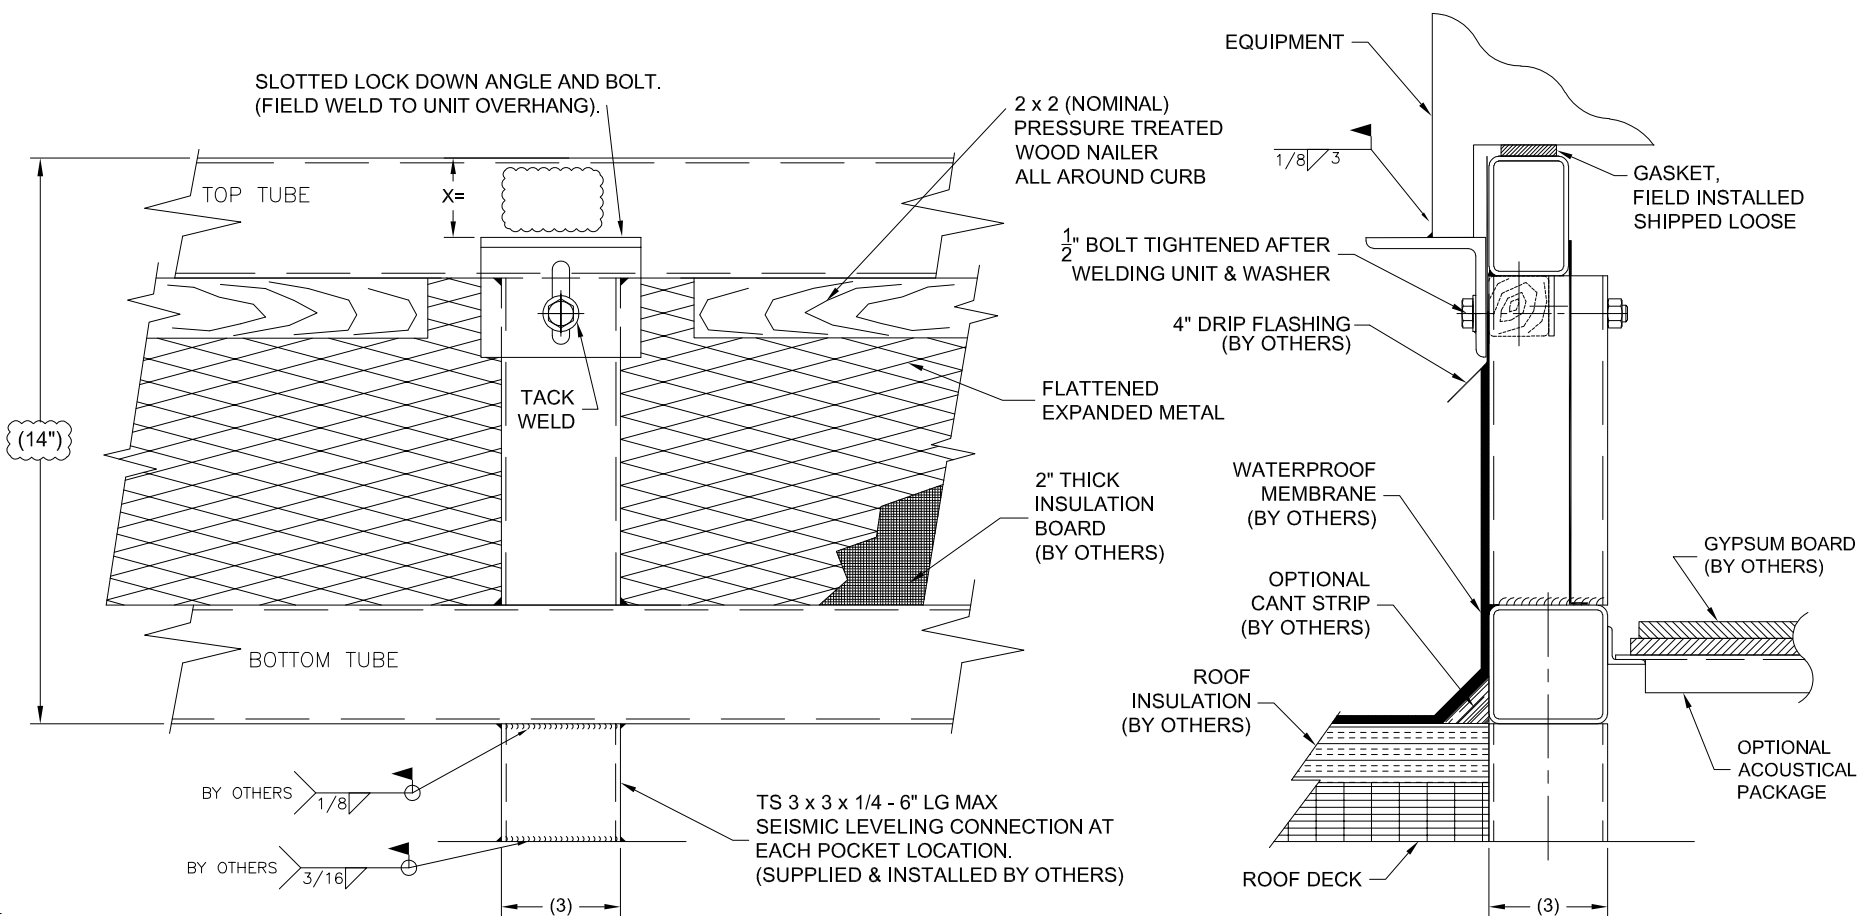 SLOTTED LOCK DOWN ANGLE AND BOLT.
(FIELD WELD TO UNIT OVERHANG).
TOP TUBE
X=
2 x 2 (NOMINAL)
PRESSURE TREATED
WOOD NAILER
ALL AROUND CURB
(14")
TACK
WELD
FLATTENED
EXPANDED METAL
2" THICK
INSULATION
BOARD
(BY OTHERS)
BOTTOM TUBE
BY OTHERS
1/8
BY OTHERS
3/16
TS 3 x 3 x 1/4 - 6" LG MAX
SEISMIC LEVELING CONNECTION AT
EACH POCKET LOCATION.
(SUPPLIED & INSTALLED BY OTHERS)
(3)
EQUIPMENT
1/8 3
GASKET,
FIELD INSTALLED
SHIPPED LOOSE
1/2" BOLT TIGHTENED AFTER
WELDING UNIT & WASHER
4" DRIP FLASHING
(BY OTHERS)
WATERPROOF
MEMBRANE
(BY OTHERS)
OPTIONAL
CANT STRIP
(BY OTHERS)
ROOF
INSULATION
(BY OTHERS)
GYPSUM BOARD
(BY OTHERS)
OPTIONAL
ACOUSTICAL
PACKAGE
ROOF DECK
(3)